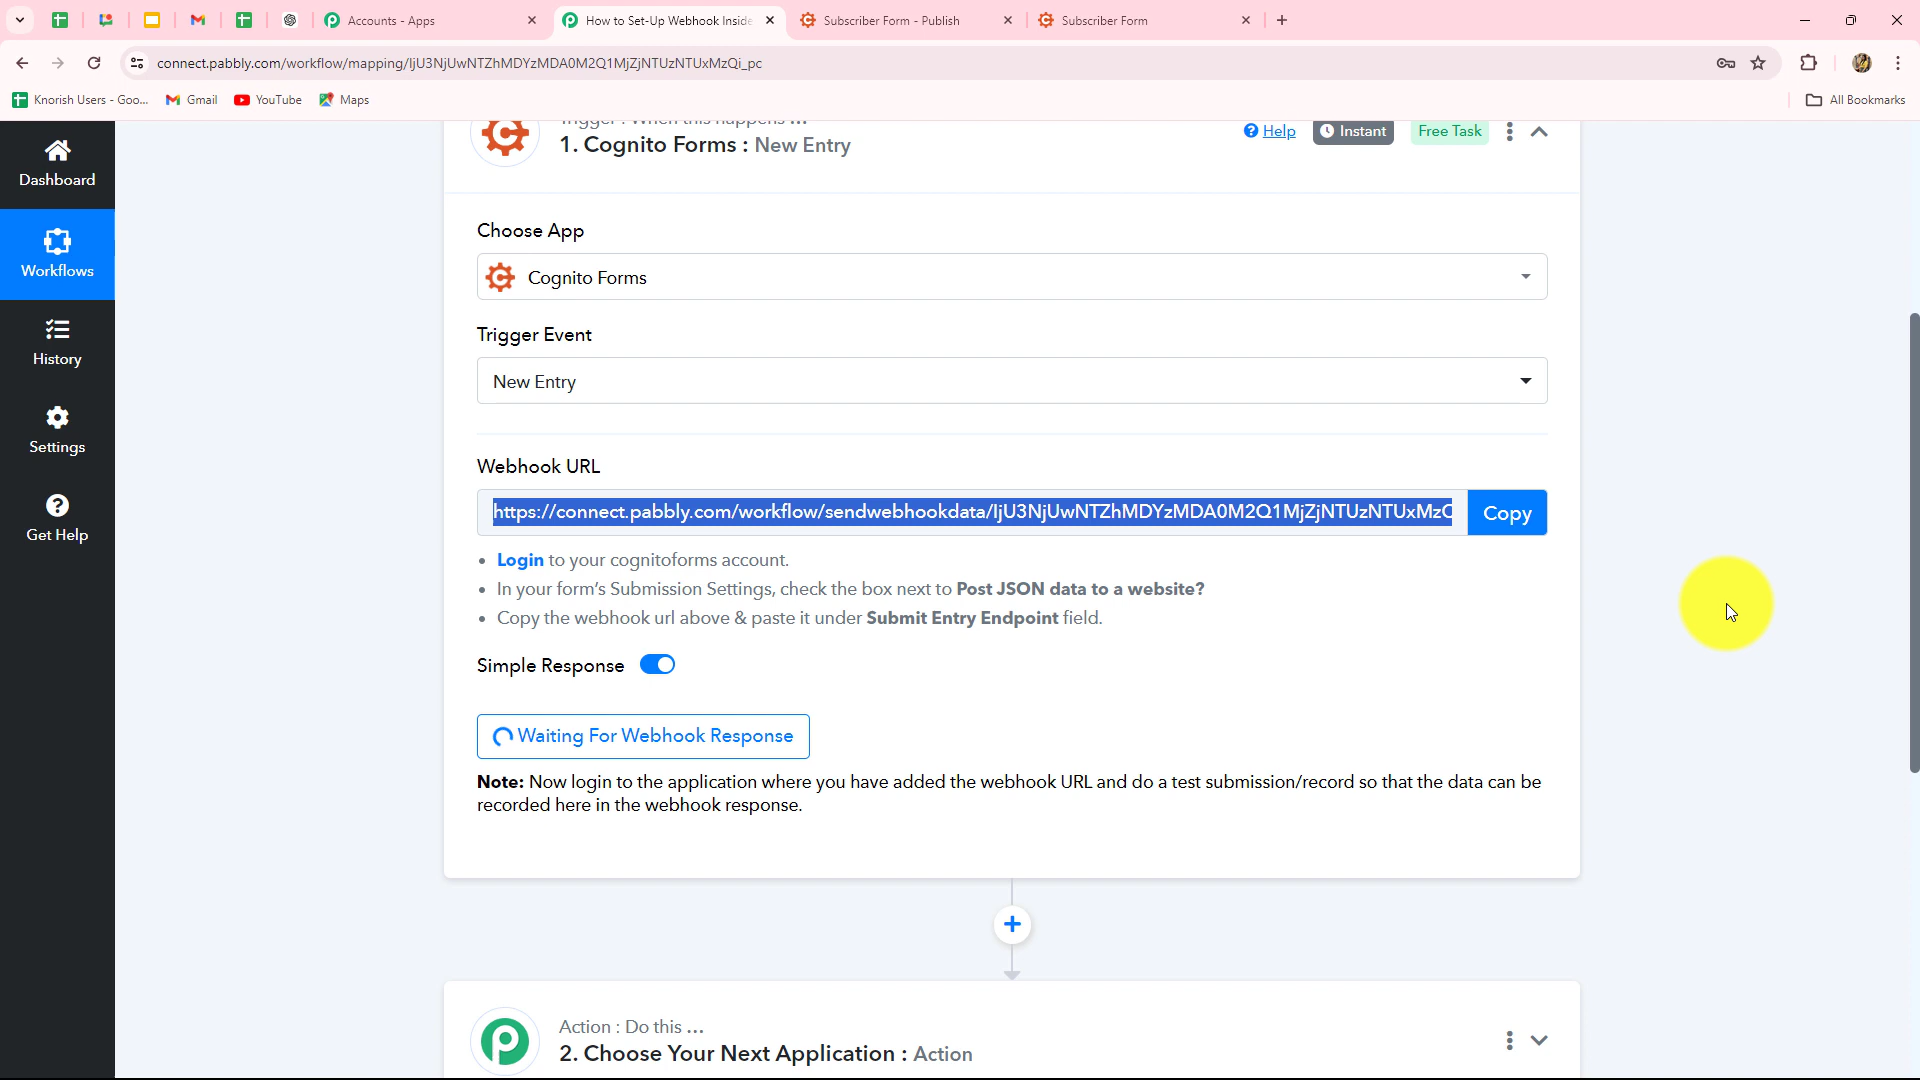 Accounts - Apps
How to Set-Up Webhook Inside
Subscriber Form - Publish
Subscriber Form
connect.pabbly.com/workflow/mapping/IjU3NjUwNTZhMDYzMDA0M2Q1MjZjNTUzNTUxMzQi_pc
Knorish Users - Goo...
Gmail
YouTube
Maps
All Bookmarks
Dashboard
Workflows
History
Settings
Get Help
Trigger : When this happens ...
1. Cognito Forms : New Entry
Help
Instant
Free Task
Choose App
Cognito Forms
Trigger Event
New Entry
Webhook URL
https://connect.pabbly.com/workflow/sendwebhookdata/IjU3NjUwNTZhMDYzMDA0M2Q1MjZjNTUzNTUxMzQ
Copy
• Login to your cognitoforms account.
• In your form's Submission Settings, check the box next to Post JSON data to a website?
• Copy the webhook url above & paste it under Submit Entry Endpoint field.
Simple Response
Waiting For Webhook Response
Note: Now login to the application where you have added the webhook URL and do a test submission/record so that the data can be
recorded here in the webhook response.
Action : Do this ...
2. Choose Your Next Application : Action